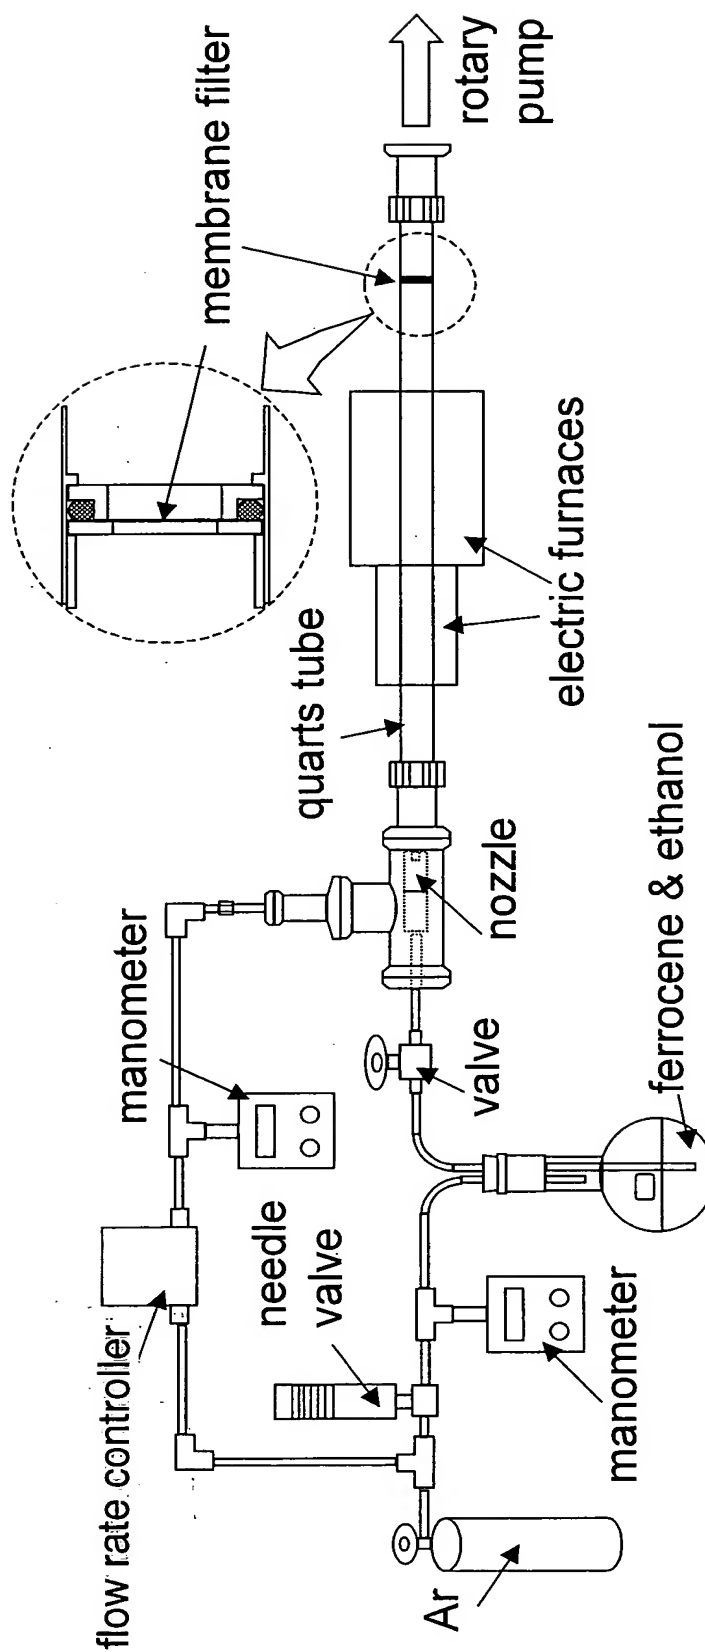 flow rate controller
manometer
membrane filter
needle
valve
quarts tube
rotary
pump
nozzle
valve
electric furnaces
Ar
manometer
ferrocene & ethanol